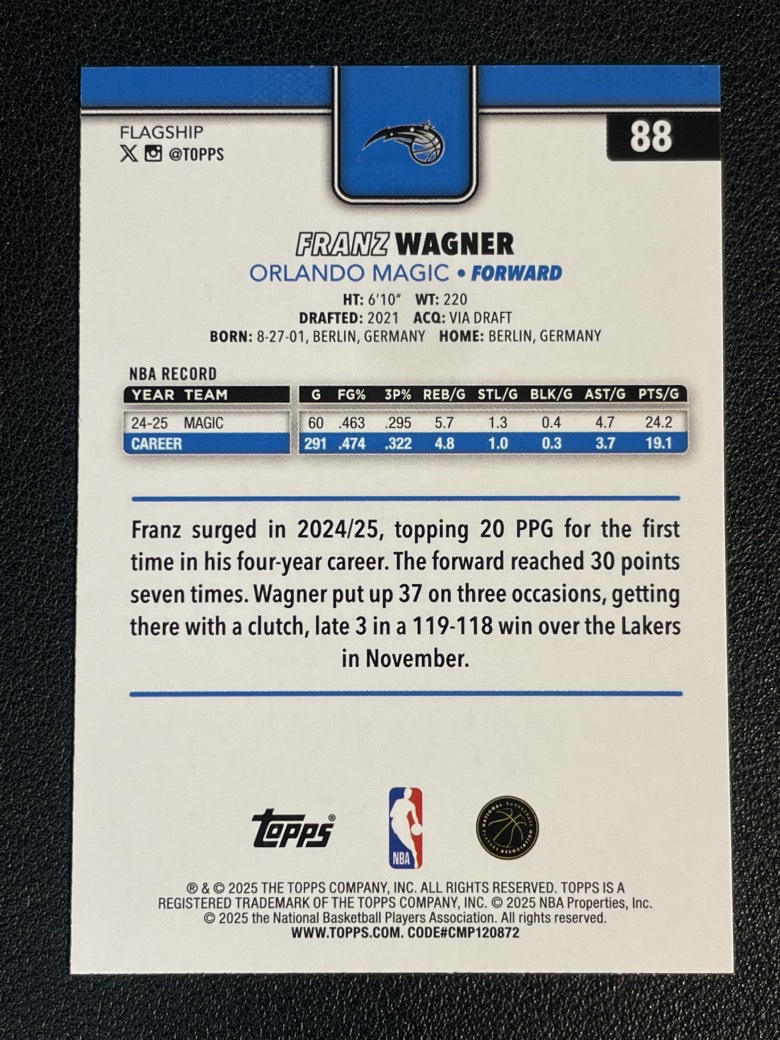 FLAGSHIP
88
X @TOPPS
FRANZ WAGNER
ORLANDO MAGIC • FORWARD
HT: 6'10" WT: 220
DRAFTED: 2021 ACQ: VIA DRAFT
BORN: 8-27-01, BERLIN, GERMANY HOME: BERLIN, GERMANY
NBA RECORD
YEAR TEAM G FG% 3P% REB/G STL/G BLK/G AST/G PTS/G
24-25 MAGIC 60 .463 .295 5.7 1.3 0.4 4.7 24.2
CAREER 291 .474 .322 4.8 1.0 0.3 3.7 19.1
Franz surged in 2024/25, topping 20 PPG for the first
time in his four-year career. The forward reached 30 points
seven times. Wagner put up 37 on three occasions, getting
there with a clutch, late 3 in a 119-118 win over the Lakers
in November.
topps®
NBA
NATIONAL BASKETBALL PLAYERS ASSOCIATION
® & © 2025 THE TOPPS COMPANY, INC. ALL RIGHTS RESERVED. TOPPS IS A
REGISTERED TRADEMARK OF THE TOPPS COMPANY, INC. © 2025 NBA Properties, Inc.
© 2025 the National Basketball Players Association. All rights reserved.
WWW.TOPPS.COM. CODE#CMP120872